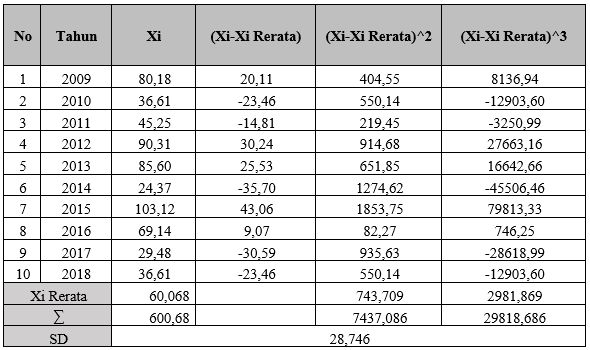 No Tahun Xi (Xi-Xi Rerata) (Xi-Xi Rerata)^2 (Xi-Xi Rerata)^3
1 2009 80,18 20,11 404,55 8136,94
2 2010 36,61 -23,46 550,14 -12903,60
3 2011 45,25 -14,81 219,45 -3250,99
4 2012 90,31 30,24 914,68 27663,16
5 2013 85,60 25,53 651,85 16642,66
6 2014 24,37 -35,70 1274,62 -45506,46
7 2015 103,12 43,06 1853,75 79813,33
8 2016 69,14 9,07 82,27 746,25
9 2017 29,48 -30,59 935,63 -28618,99
10 2018 36,61 -23,46 550,14 -12903,60
Xi Rerata 60,068 743,709 2981,869
∑ 600,68 7437,086 29818,686
SD 28,746